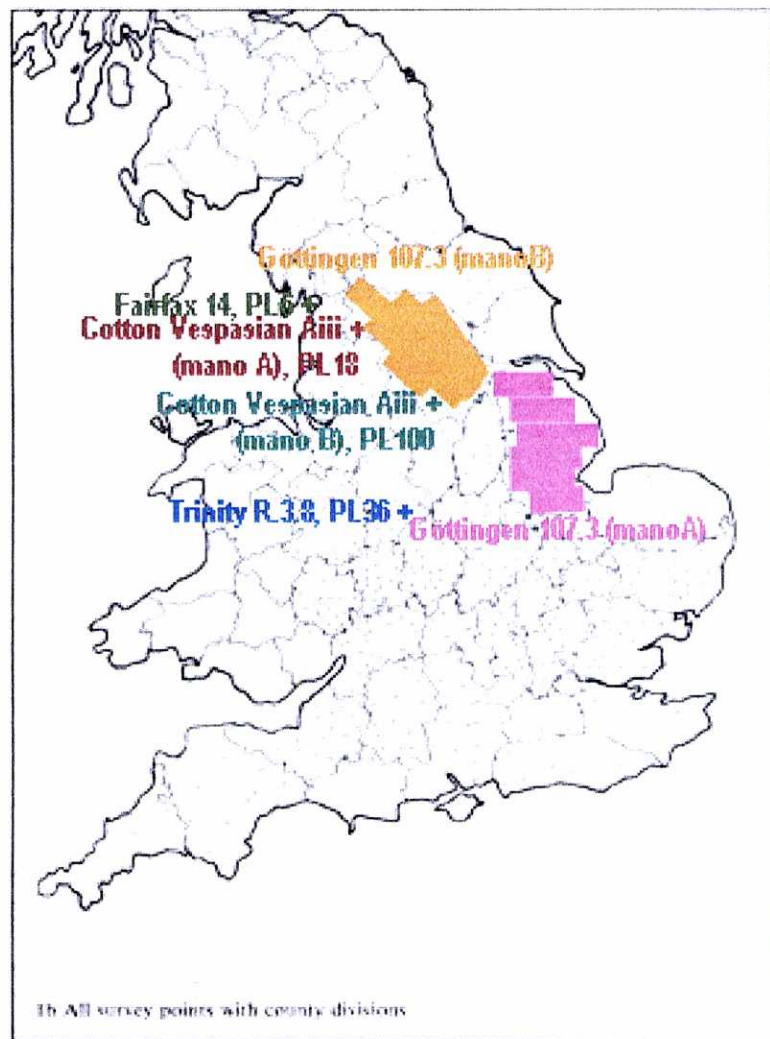 Göttingen 107.3 (manoB)
Fairfax 14, PL6 +
Cotton Vespasian Aiii +
(mano A), PL18
Cotton Vespasian Aiii +
(mano B), PL100
Trinity R.3.8, PL36 +
Göttingen 107.3 (manoA)
1b All survey points with county divisions